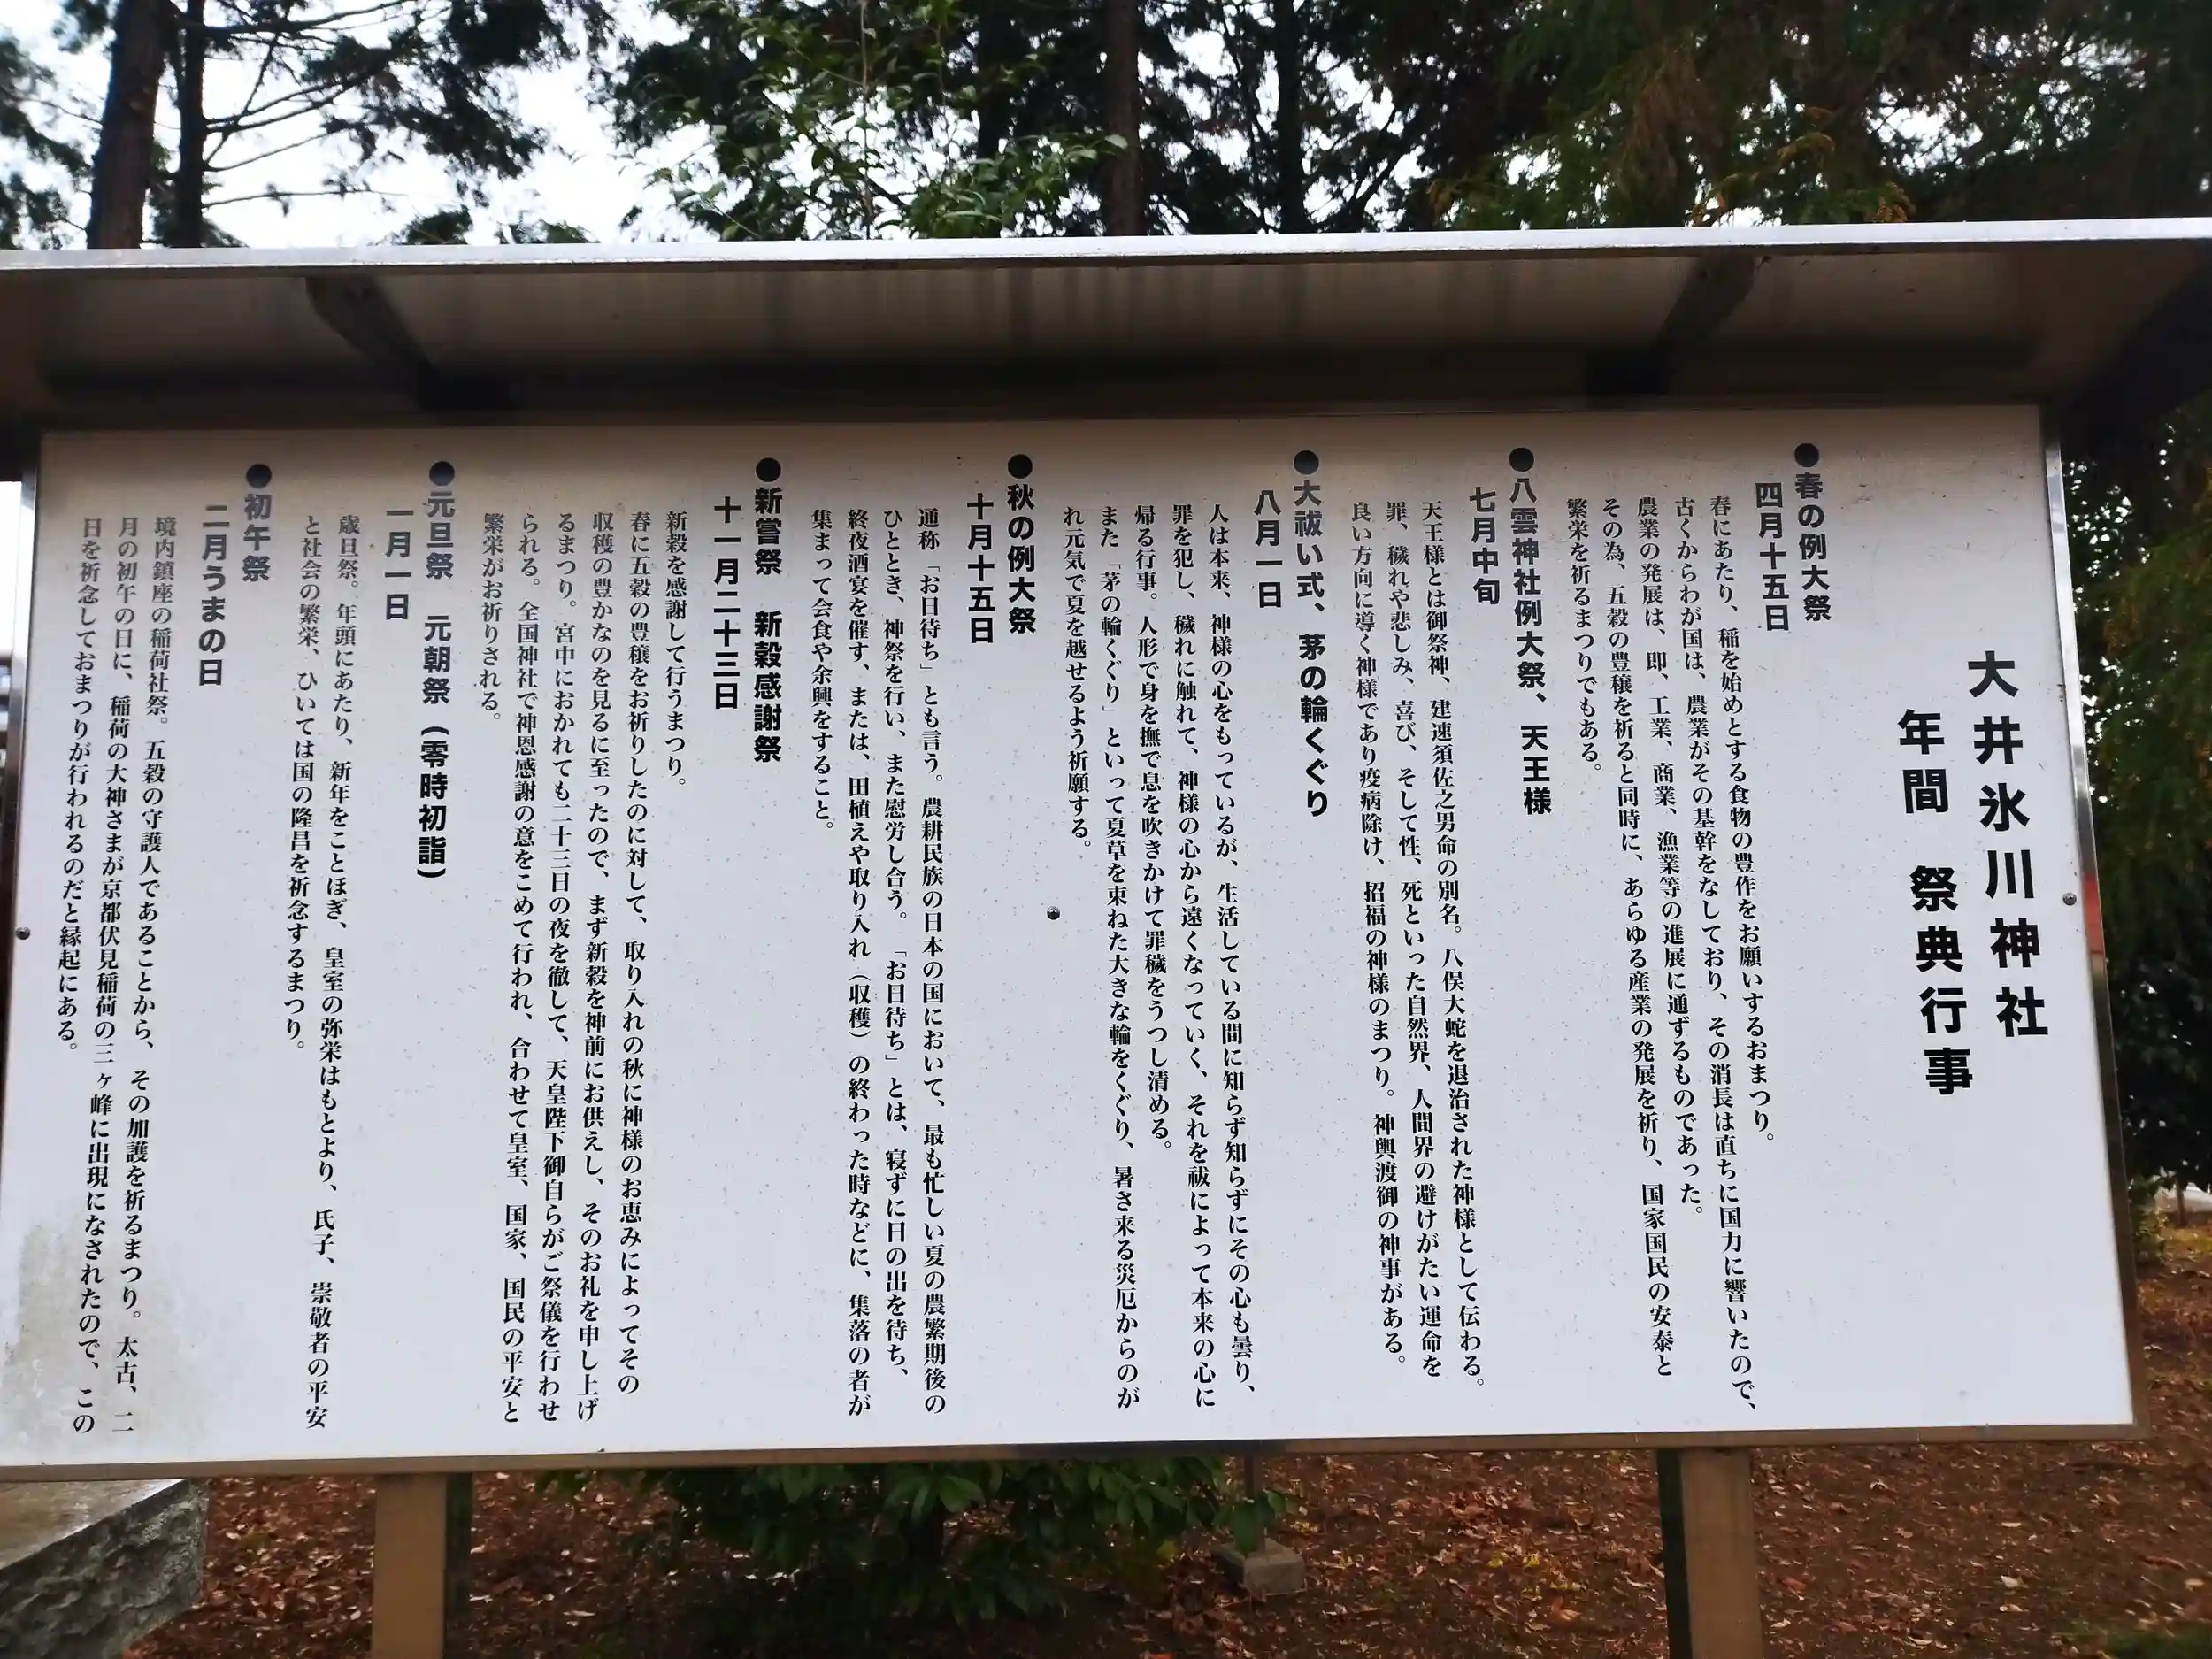 大井氷川神社
年間 祭典行事
●春の例大祭
四月十五日
春にあたり、稲を始めとする食物の豊作をお願いするおまつり。
古くからわが国は、農業がその基幹をなしており、その消長は直ちに国力に響いたので、
農業の発展は、即、工業、商業、漁業等の進展に通ずるものであった。
その為、五穀の豊穣を祈ると同時に、あらゆる産業の発展を祈り、国家国民の安泰と
繁栄を祈るまつりでもある。
●八雲神社例大祭、天王様
七月中旬
天王様とは御祭神、建速須佐之男命の別名。八俣大蛇を退治された神様として伝わる。
罪、穢れや悲しみ、喜び、そして性、死といった自然界、人間界の避けがたい運命を
良い方向に導く神様であり疫病除け、招福の神様のまつり。神輿渡御の神事がある。
●大祓い式、茅の輪くぐり
八月一日
人は本来、神様の心をもっているが、生活している間に知らず知らずにその心も曇り、
罪を犯し、穢れに触れて、神様の心から遠くなっていく、それを祓によって本来の心に
帰る行事。人形で身を撫で息を吹きかけて罪穢をうつし清める。
また「茅の輪くぐり」といって夏草を束ねた大きな輪をくぐり、暑さ来る災厄からのが
れ元気で夏を越せるよう祈願する。
●秋の例大祭
十月十五日
通称「お日待ち」とも言う。農耕民族の日本の国において、最も忙しい夏の農繁期後の
ひととき、神祭を行い、また慰労し合う。「お日待ち」とは、寝ずに日の出を待ち、
終夜酒宴を催す、または、田植えや取り入れ（収穫）の終わった時などに、集落の者が
集まって会食や余興をすること。
●新嘗祭 新穀感謝祭
十一月二十三日
新穀を感謝して行うまつり。
春に五穀の豊穣をお祈りしたのに対して、取り入れの秋に神様のお恵みによってその
収穫の豊かなのを見るに至ったので、まず新穀を神前にお供えし、そのお礼を申し上げ
るまつり。宮中におかれても二十三日の夜を徹して、天皇陛下御自らがご祭儀を行わせ
られる。全国神社で神恩感謝の意をこめて行われ、合わせて皇室、国家、国民の平安と
繁栄がお祈りされる。
●元旦祭 元朝祭（零時初詣）
一月一日
歳旦祭。年頭にあたり、新年をことほぎ、皇室の弥栄はもとより、氏子、崇敬者の平安
と社会の繁栄、ひいては国の隆昌を祈念するまつり。
●初午祭
二月うまの日
境内鎮座の稲荷社祭。五穀の守護人であることから、その加護を祈るまつり。太古、二
月の初午の日に、稲荷の大神さまが京都伏見稲荷の三ヶ峰に出現になされたので、この
日を祈念しておまつりが行われるのだと縁起にある。